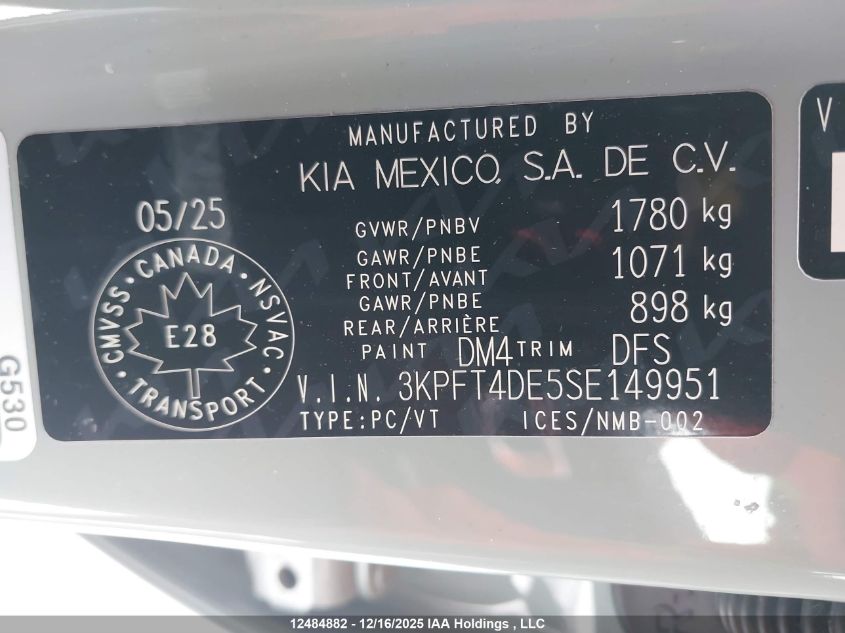 MANUFACTURED BY
KIA MEXICO, S.A. DE C.V.
05/25
GVWR/PNBV 1780 kg
GAWR/PNBE 1071 kg
FRONT/AVANT
GAWR/PNBE 898 kg
REAR/ARRIÈRE
PAINT DM4 TRIM DFS
V.I.N. 3KPFT4DE5SE149951
TYPE:PC/VT ICES/NMB-002
CMVSS · CANADA · NSVAC ·
E28
TRANSPORT
G530
V
12484882 - 12/16/2025 IAA Holdings , LLC